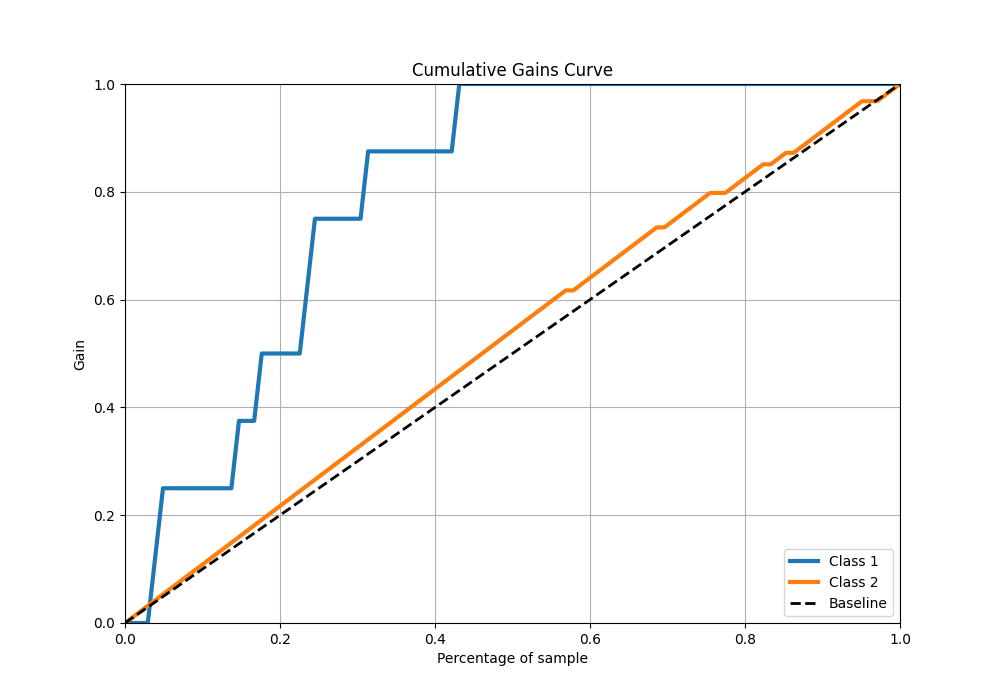 Cumulative Gains Curve
1.0
0.8
0.6
0.4
0.2
0.0
Gain
0.0 0.2 0.4 0.6 0.8 1.0
Percentage of sample
Class 1
Class 2
Baseline